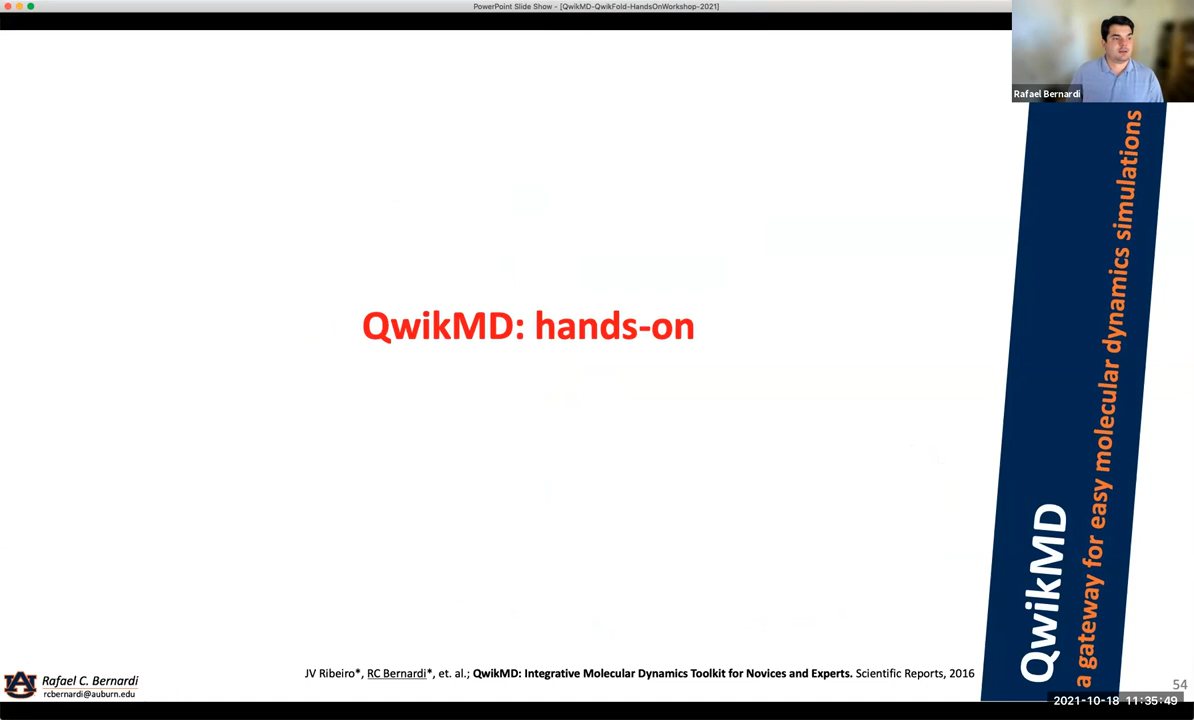 PowerPoint Slide Show - [QwikMD-QwikFold-HandsOnWorkshop-2021]
Rafael Bernardi
QwikMD: hands-on
QwikMD
a gateway for easy molecular dynamics simulations
JV Ribeiro*, RC Bernardi*, et. al.; QwikMD: Integrative Molecular Dynamics Toolkit for Novices and Experts. Scientific Reports, 2016
Rafael C. Bernardi
rcbernardi@auburn.edu
54
2021-10-18 11:35:49